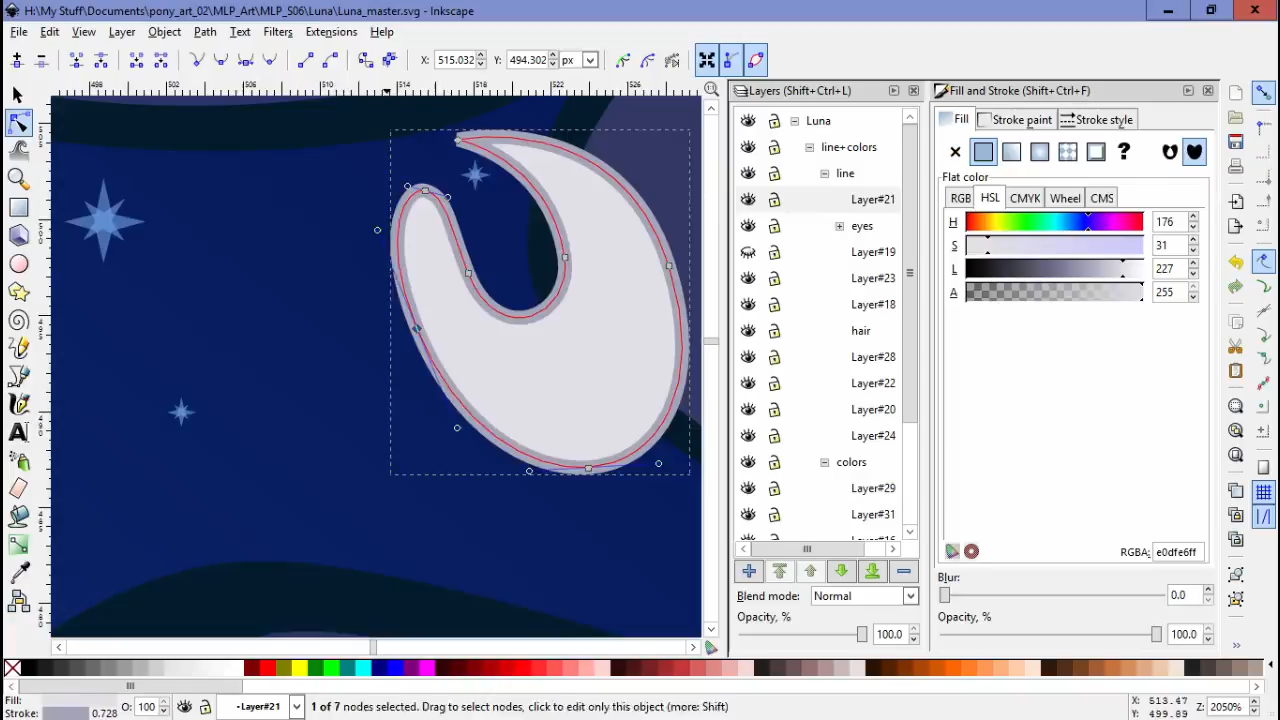 H:\My Stuff\Documents\pony_art_02\MLP_Art\MLP_S06\Luna\Luna_master.svg - Inkscape
File Edit View Layer Object Path Text Filters Extensions Help
X: 515.032 Y: 494.302 px
Layers (Shift+Ctrl+L)
Fill and Stroke (Shift+Ctrl+F)
Luna
Fill Stroke paint Stroke style
line+colors
line
Flat color
Layer#21
RGB HSL CMYK Wheel CMS
eyes
H 176
Layer#19
S 31
Layer#23
L 227
Layer#18
A 255
hair
Layer#28
Layer#22
Layer#20
Layer#24
colors
Layer#29
Layer#31
RGBA: e0dfe6ff
Blur:
Blend mode: Normal
0.0
Opacity, % 100.0
Opacity, % 100.0
Fill:
Stroke: 0.728
O: 100
-Layer#21
1 of 7 nodes selected. Drag to select nodes, click to edit only this object (more: Shift)
X: 513.47
Y: 499.89
Z: 2050%